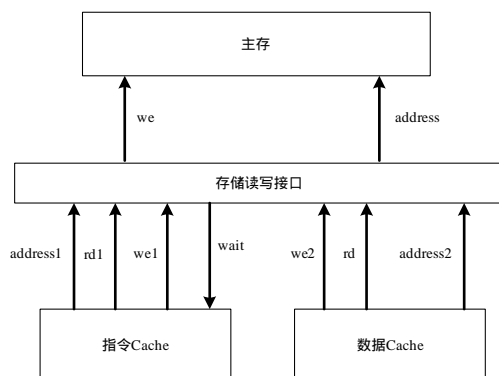 主存
we
address
存储读写接口
address1
rd1
we1
wait
we2
rd
address2
指令Cache
数据Cache